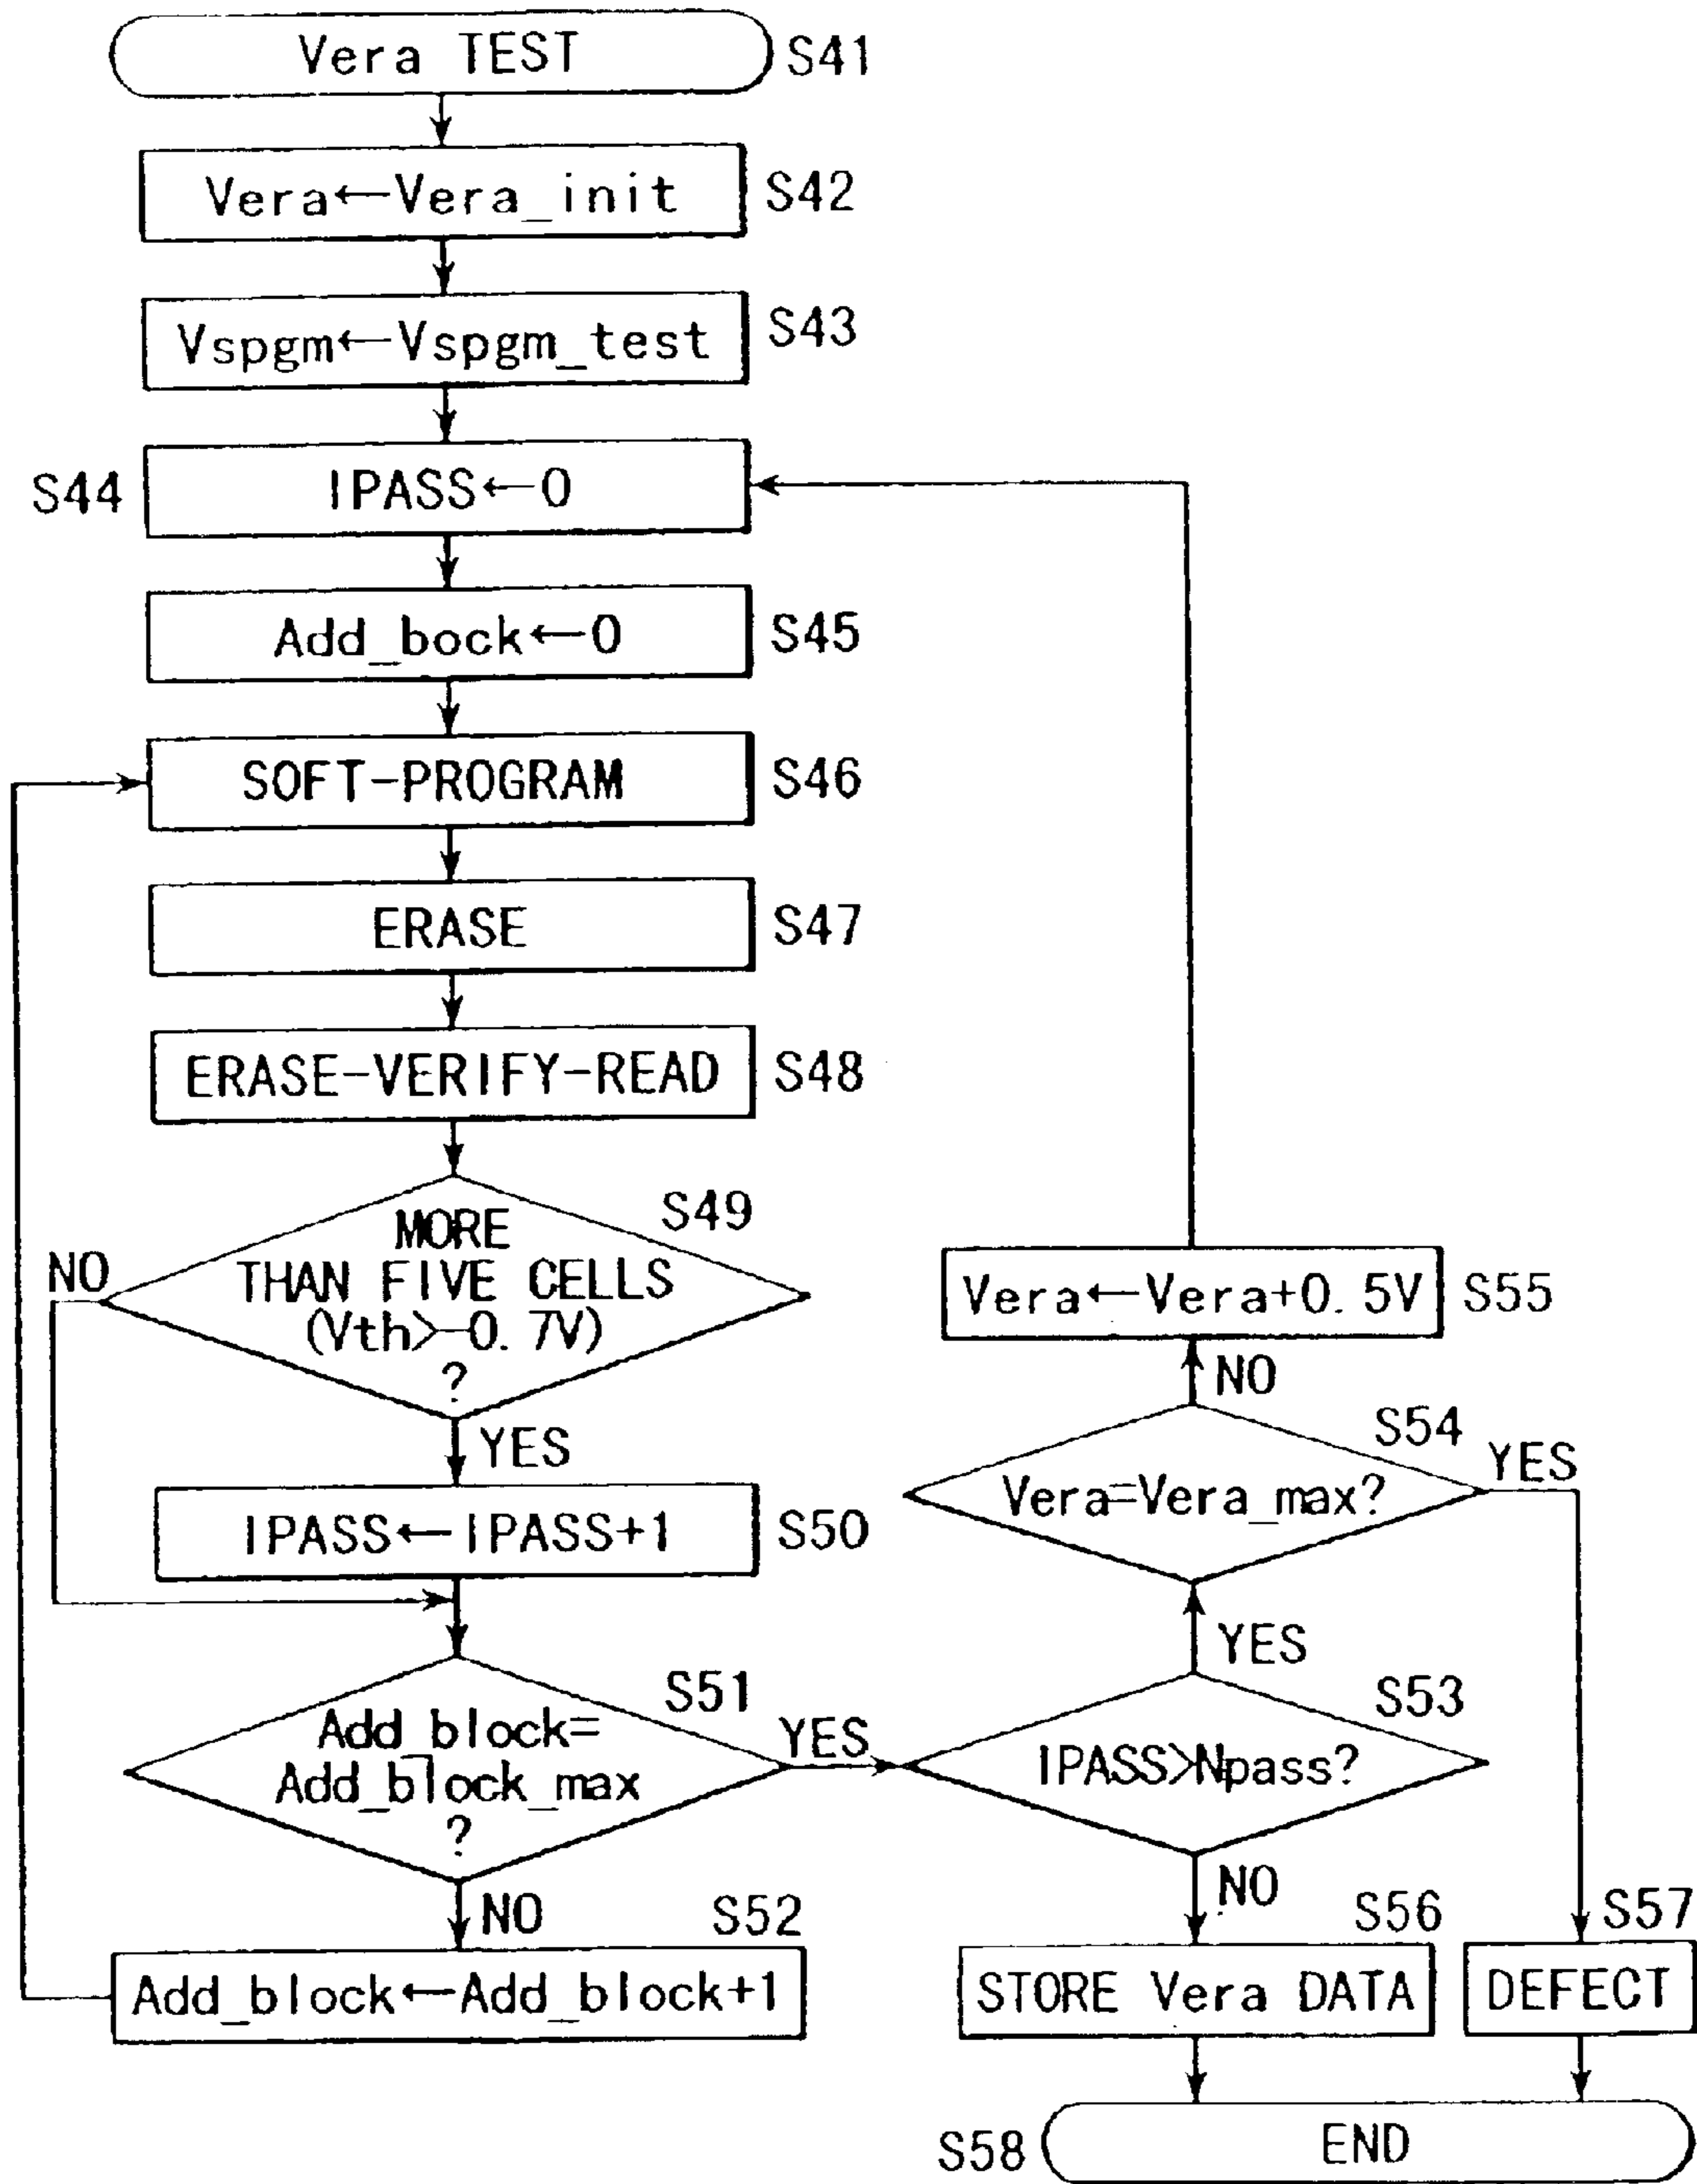 Vera TEST
S41
Vera←Vera_init
S42
Vspgm←Vspgm_test
S43
S44
IPASS←0
Add_bock←0
S45
SOFT-PROGRAM
S46
ERASE
S47
ERASE-VERIFY-READ
S48
S49
MORE
THAN FIVE CELLS
(Vth>-0.7V)
?
NO
YES
IPASS←IPASS+1
S50
S51
Add_block=
Add_block_max
?
YES
NO
S52
Add_block←Add_block+1
S53
IPASS>Npass?
YES
NO
S54
Vera=Vera_max?
YES
NO
Vera←Vera+0.5V
S55
S56
STORE Vera DATA
S57
DEFECT
S58
END